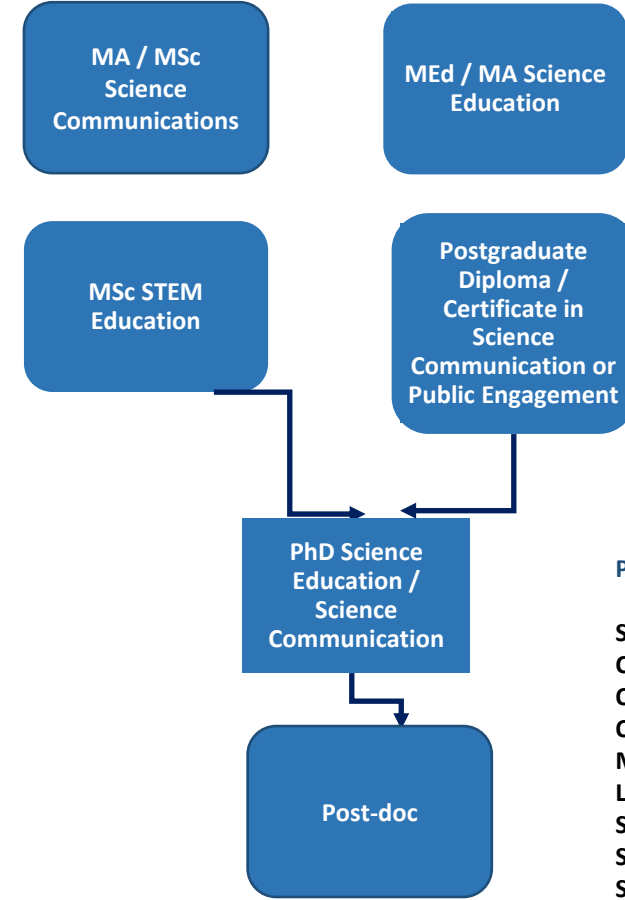 MA / MSc
Science
Communications
MEd / MA Science
Education
MSc STEM
Education
Postgraduate
Diploma /
Certificate in
Science
Communication or
Public Engagement
PhD Science
Education /
Science
Communication
Post-doc